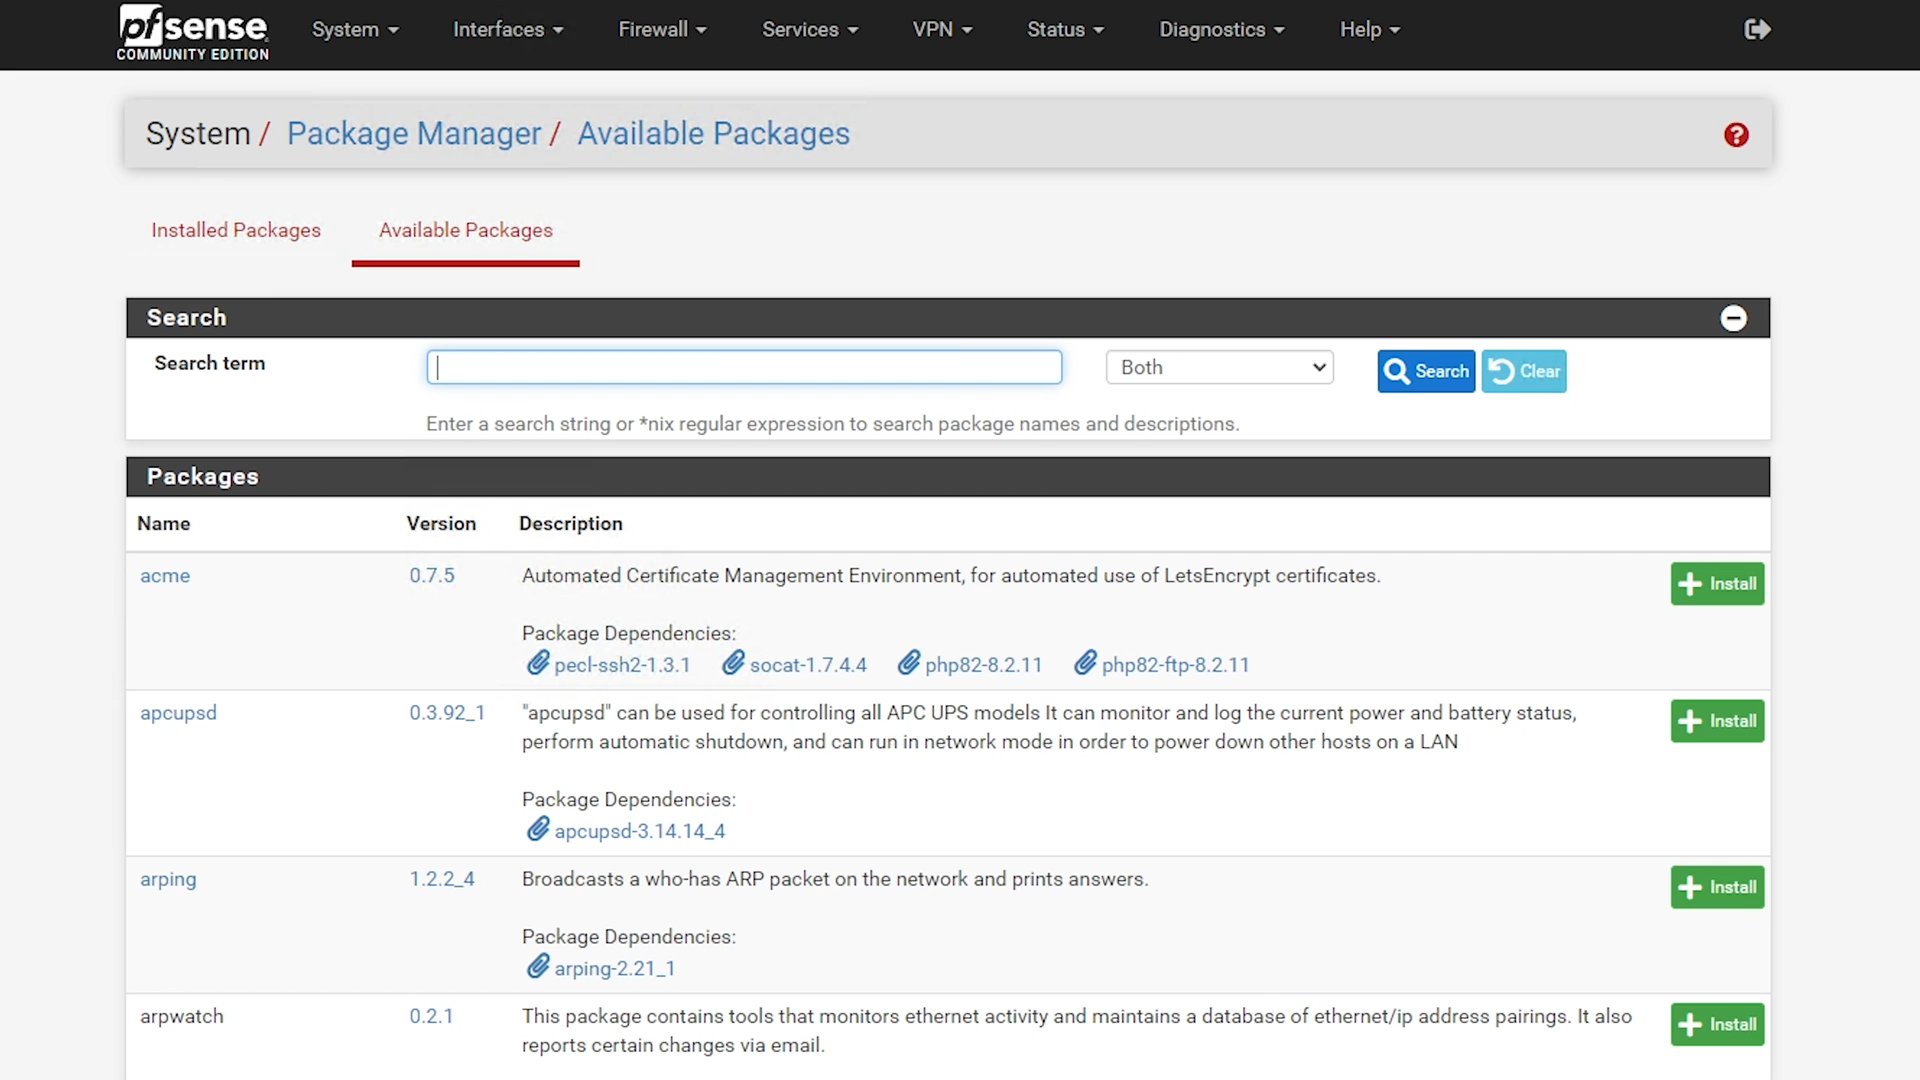 pfsense
COMMUNITY EDITION
System
Interfaces
Firewall
Services
VPN
Status
Diagnostics
Help
System / Package Manager / Available Packages
Installed Packages
Available Packages
Search
Search term
Both
Search
Clear
Enter a search string or *nix regular expression to search package names and descriptions.
Packages
Name Version Description
acme 0.7.5 Automated Certificate Management Environment, for automated use of LetsEncrypt certificates.
Install
Package Dependencies:
pecl-ssh2-1.3.1 socat-1.7.4.4 php82-8.2.11 php82-ftp-8.2.11
apcupsd 0.3.92_1 "apcupsd" can be used for controlling all APC UPS models It can monitor and log the current power and battery status,
Install
perform automatic shutdown, and can run in network mode in order to power down other hosts on a LAN
Package Dependencies:
apcupsd-3.14.14_4
arping 1.2.2_4 Broadcasts a who-has ARP packet on the network and prints answers.
Install
Package Dependencies:
arping-2.21_1
arpwatch 0.2.1 This package contains tools that monitors ethernet activity and maintains a database of ethernet/ip address pairings. It also
Install
reports certain changes via email.